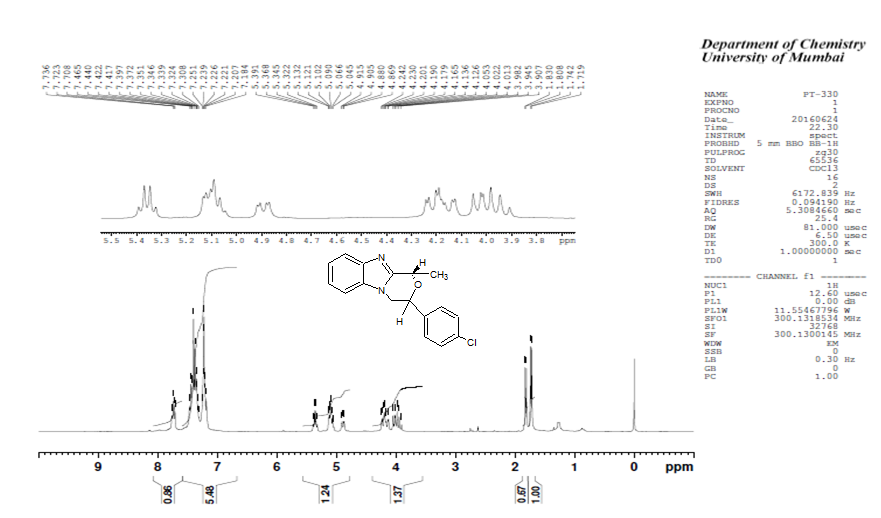 Department of Chemistry
University of Mumbai
7.736 7.723 7.708 7.465 7.440 7.422 7.417 7.397 7.372 7.351 7.346 7.339 7.324 7.308 7.251 7.239 7.226 7.221 7.207 7.184 5.391 5.368 5.345 5.322 5.132 5.121 5.102 5.090 5.066 5.045 4.915 4.905 4.880 4.869 4.242 4.230 4.201 4.190 4.179 4.165 4.136 4.126 4.053 4.022 4.013 3.982 3.945 3.907 1.830 1.808 1.742 1.719
5.5 5.4 5.3 5.2 5.1 5.0 4.9 4.8 4.7 4.6 4.5 4.4 4.3 4.2 4.1 4.0 3.9 3.8 ppm
N
H
CH3
O
N
H
Cl
9 8 7 6 5 4 3 2 1 0 ppm
0.86 5.48 1.24 1.37 0.67 1.00
NAME PT-330
EXPNO 1
PROCNO 1
Date_ 20160624
Time 22.30
INSTRUM spect
PROBHD 5 mm BBO BB-1H
PULPROG zg30
TD 65536
SOLVENT CDCl3
NS 16
DS 2
SWH 6172.839 Hz
FIDRES 0.094190 Hz
AQ 5.3084660 sec
RG 25.4
DW 81.000 usec
DE 6.50 usec
TE 300.0 K
D1 1.00000000 sec
TD0 1
======== CHANNEL f1 ========
NUC1 1H
P1 12.60 usec
PL1 0.00 dB
PL1W 11.55467796 W
SFO1 300.1318534 MHz
SI 32768
SF 300.1300145 MHz
WDW EM
SSB 0
LB 0.30 Hz
GB 0
PC 1.00